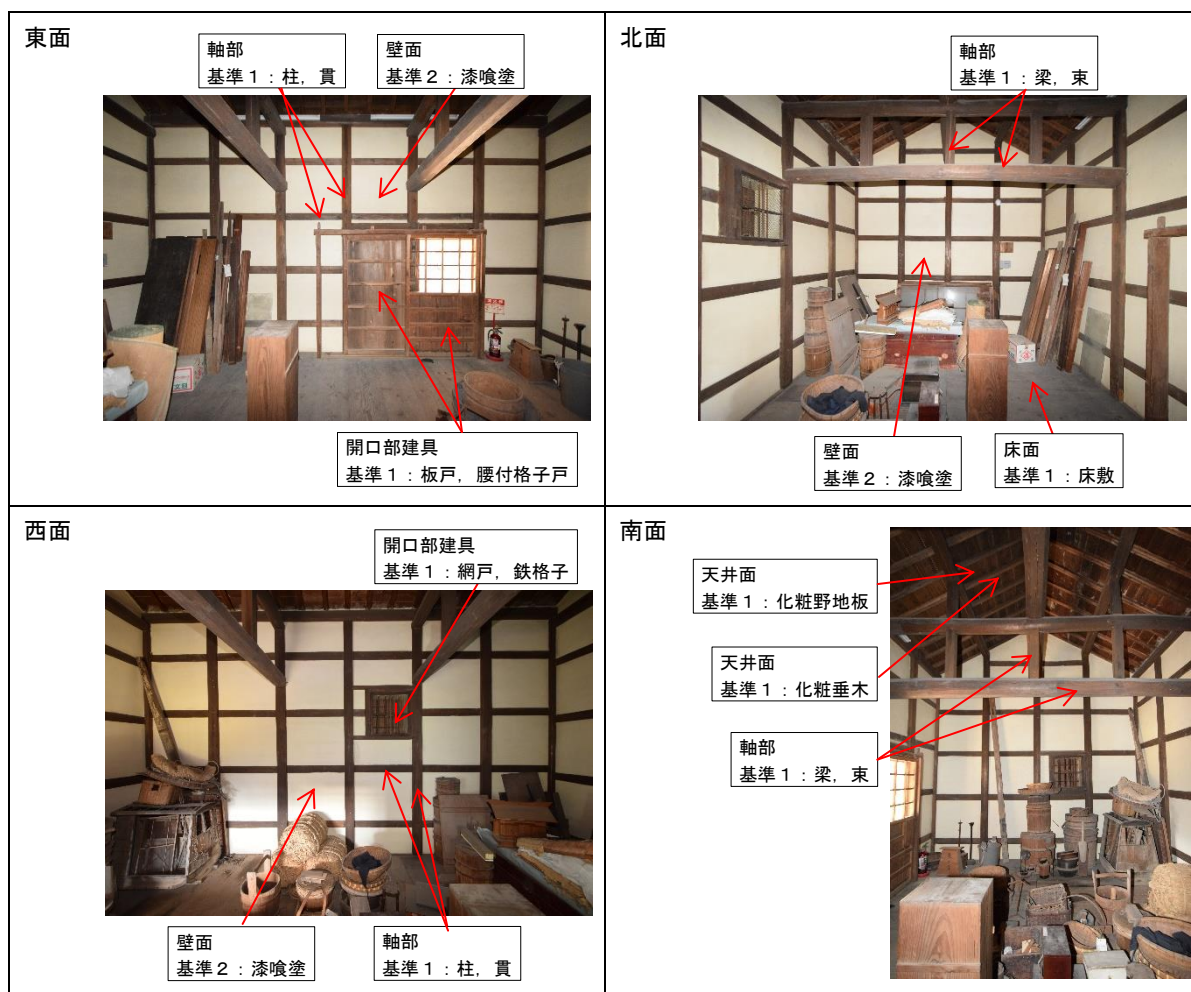 東面
軸部
基準１：柱，貫
壁面
基準２：漆喰塗
開口部建具
基準１：板戸，腰付格子戸
北面
軸部
基準１：梁，束
壁面
基準２：漆喰塗
床面
基準１：床敷
西面
開口部建具
基準１：網戸，鉄格子
壁面
基準２：漆喰塗
軸部
基準１：柱，貫
南面
天井面
基準１：化粧野地板
天井面
基準１：化粧垂木
軸部
基準１：梁，束